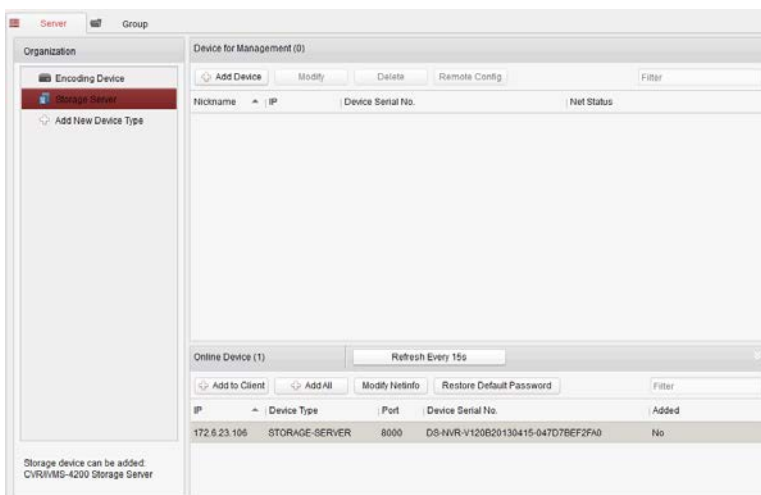 Server
Group
Organization
Encoding Device
Storage Server
Add New Device Type
Storage device can be added:
CVR/iVMS-4200 Storage Server
Device for Management (0)
Add Device Modify Delete Remote Config Filter
Nickname IP Device Serial No. Net Status
Online Device (1) Refresh Every 15s
Add to Client Add All Modify Netinfo Restore Default Password Filter
IP Device Type Port Device Serial No. Added
172.6.23.106 STORAGE-SERVER 8000 DS-NVR-V120B20130415-047D7BEF2FA0 No